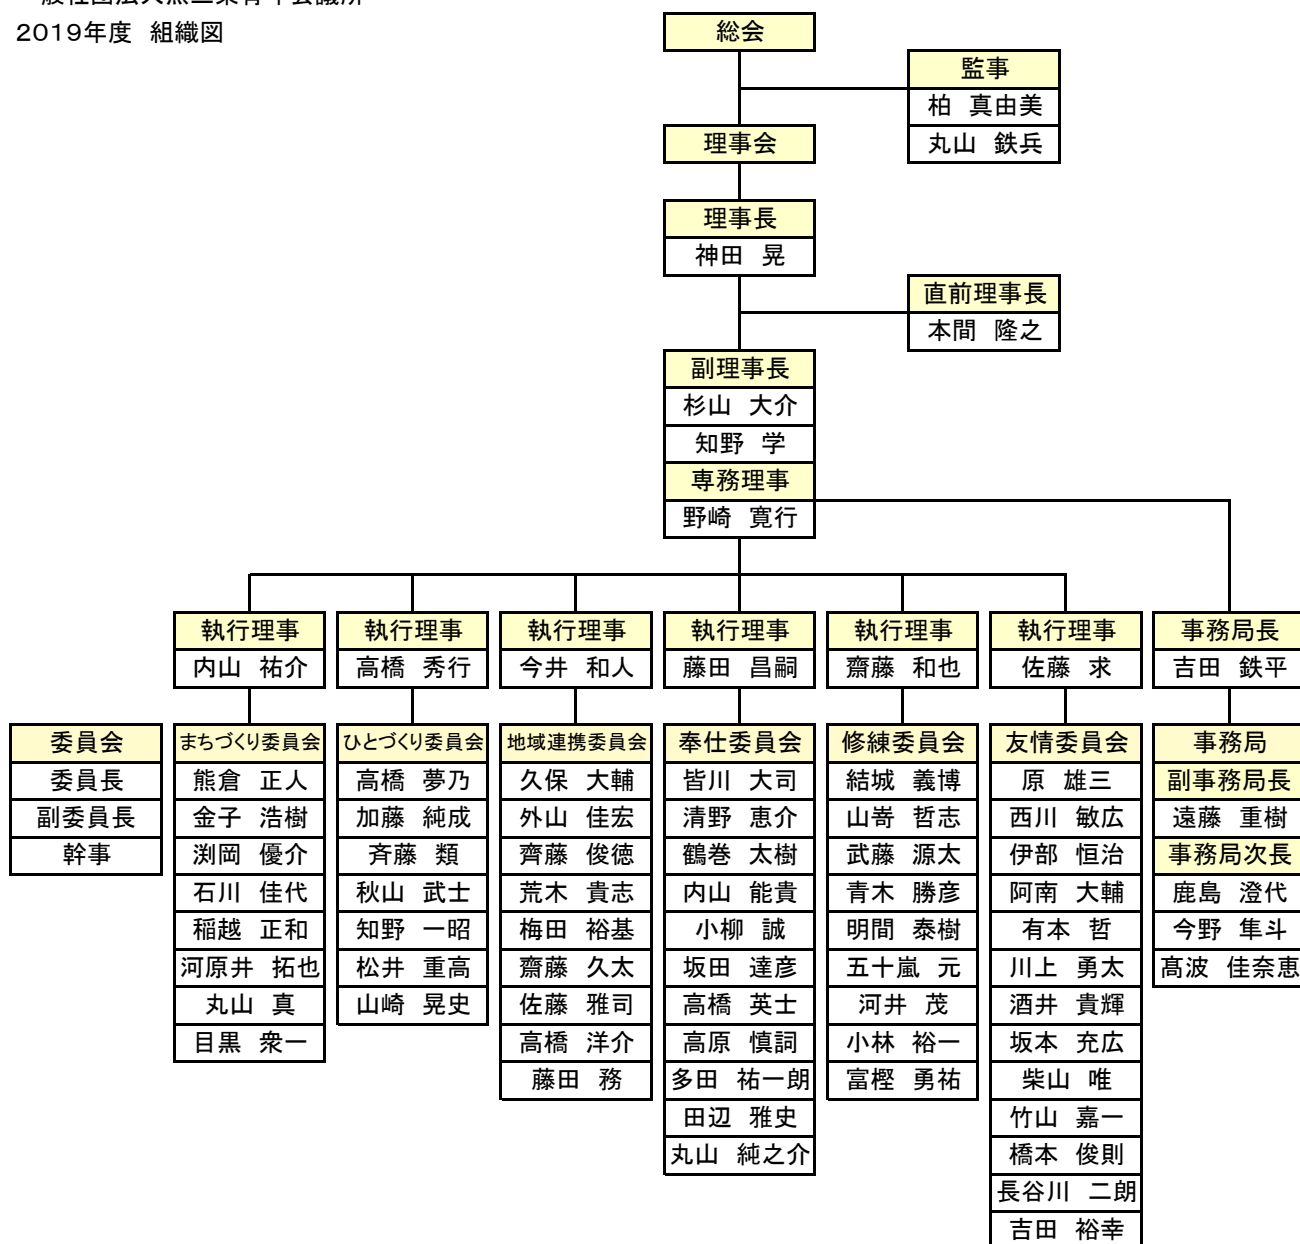 2019年度 組織図
総会
監事
柏 真由美
丸山 鉄兵
理事会
理事長
神田 晃
直前理事長
本間 隆之
副理事長
杉山 大介
知野 学
専務理事
野崎 寛行
執行理事 執行理事 執行理事 執行理事 執行理事 執行理事 事務局長
内山 祐介 高橋 秀行 今井 和人 藤田 昌嗣 齋藤 和也 佐藤 求 吉田 鉄平
委員会 まちづくり委員会 ひとづくり委員会 地域連携委員会 奉仕委員会 修練委員会 友情委員会 事務局
委員長 熊倉 正人 高橋 夢乃 久保 大輔 皆川 大司 結城 義博 原 雄三 副事務局長
副委員長 金子 浩樹 加藤 純成 外山 佳宏 清野 恵介 山嵜 哲志 西川 敏広 遠藤 重樹
幹事 渕岡 優介 斉藤 類 齊藤 俊徳 鶴巻 太樹 武藤 源太 伊部 恒治 事務局次長
石川 佳代 秋山 武士 荒木 貴志 内山 能貴 青木 勝彦 阿南 大輔 鹿島 澄代
稲越 正和 知野 一昭 梅田 裕基 小柳 誠 明間 泰樹 有本 哲 今野 隼斗
河原井 拓也 松井 重高 齋藤 久太 坂田 達彦 五十嵐 元 川上 勇太 髙波 佳奈恵
丸山 真 山崎 晃史 佐藤 雅司 高橋 英士 河井 茂 酒井 貴輝
目黒 衆一 高橋 洋介 高原 慎詞 小林 裕一 坂本 充広
藤田 務 多田 祐一朗 富樫 勇祐 柴山 唯
田辺 雅史 竹山 嘉一
丸山 純之介 橋本 俊則
長谷川 二朗
吉田 裕幸